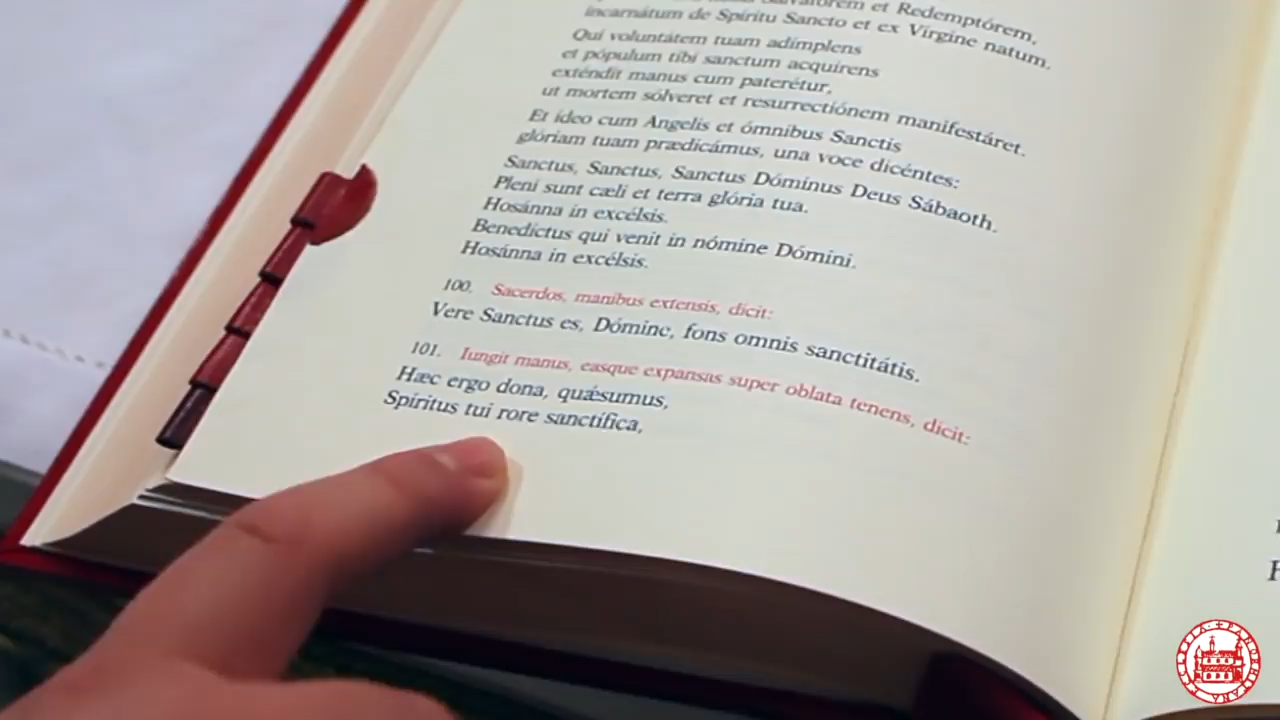 Salvatórem et Redemptórem,
incarnátum de Spíritu Sancto et ex Vírgine natum.
Qui voluntátem tuam adímplens
et pópulum tibi sanctum acquírens
exténdit manus cum paterétur,
ut mortem sólveret et resurrectiónem manifestáret.
Et ídeo cum Angelis et ómnibus Sanctis
glóriam tuam prædicámus, una voce dicéntes:
Sanctus, Sanctus, Sanctus Dóminus Deus Sábaoth.
Pleni sunt cæli et terra glória tua.
Hosánna in excélsis.
Benedíctus qui venit in nómine Dómini.
Hosánna in excélsis.
100. Sacerdos, manibus extensis, dicit:
Vere Sanctus es, Dómine, fons omnis sanctitátis.
101. Iungit manus, easque expansas super oblata tenens, dicit:
Hæc ergo dona, quǽsumus,
Spíritus tui rore sanctífica,